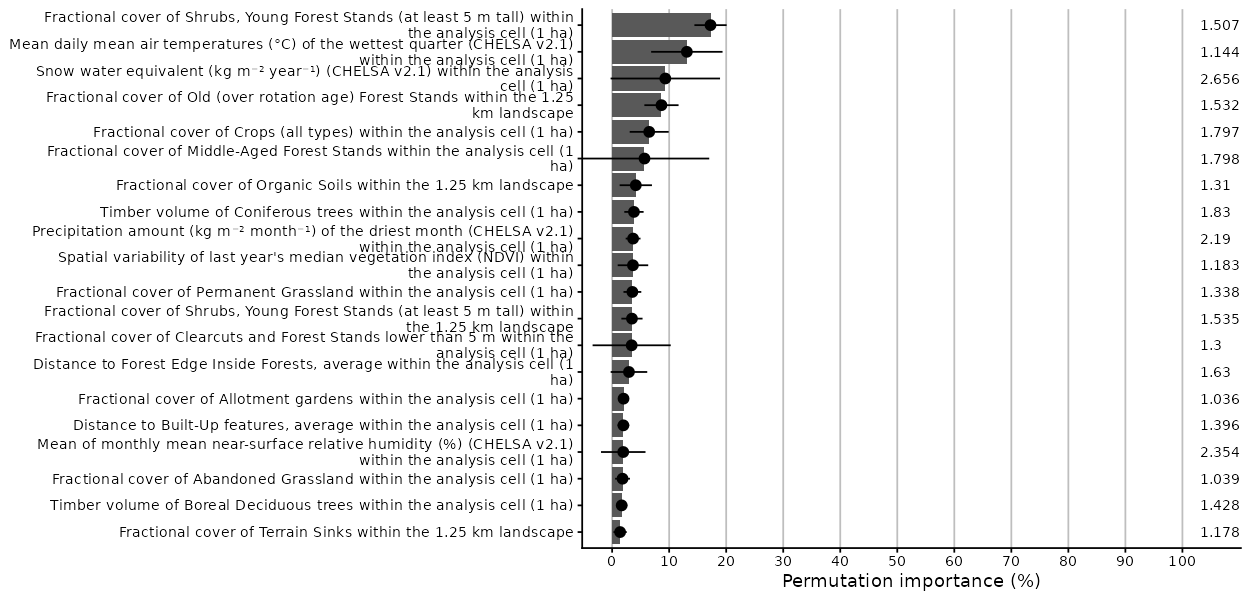 Fractional cover of Shrubs, Young Forest Stands (at least 5 m tall) within
the analysis cell (1 ha)
1.507
Mean daily mean air temperatures (°C) of the wettest quarter (CHELSA v2.1)
within the analysis cell (1 ha)
1.144
Snow water equivalent (kg m⁻² year⁻¹) (CHELSA v2.1) within the analysis
cell (1 ha)
2.656
Fractional cover of Old (over rotation age) Forest Stands within the 1.25
km landscape
1.532
Fractional cover of Crops (all types) within the analysis cell (1 ha)
1.797
Fractional cover of Middle-Aged Forest Stands within the analysis cell (1
ha)
1.798
Fractional cover of Organic Soils within the 1.25 km landscape
1.31
Timber volume of Coniferous trees within the analysis cell (1 ha)
1.83
Precipitation amount (kg m⁻² month⁻¹) of the driest month (CHELSA v2.1)
within the analysis cell (1 ha)
2.19
Spatial variability of last year's median vegetation index (NDVI) within
the analysis cell (1 ha)
1.183
Fractional cover of Permanent Grassland within the analysis cell (1 ha)
1.338
Fractional cover of Shrubs, Young Forest Stands (at least 5 m tall) within
the 1.25 km landscape
1.535
Fractional cover of Clearcuts and Forest Stands lower than 5 m within the
analysis cell (1 ha)
1.3
Distance to Forest Edge Inside Forests, average within the analysis cell (1
ha)
1.63
Fractional cover of Allotment gardens within the analysis cell (1 ha)
1.036
Distance to Built-Up features, average within the analysis cell (1 ha)
1.396
Mean of monthly mean near-surface relative humidity (%) (CHELSA v2.1)
within the analysis cell (1 ha)
2.354
Fractional cover of Abandoned Grassland within the analysis cell (1 ha)
1.039
Timber volume of Boreal Deciduous trees within the analysis cell (1 ha)
1.428
Fractional cover of Terrain Sinks within the 1.25 km landscape
1.178
0 10 20 30 40 50 60 70 80 90 100
Permutation importance (%)